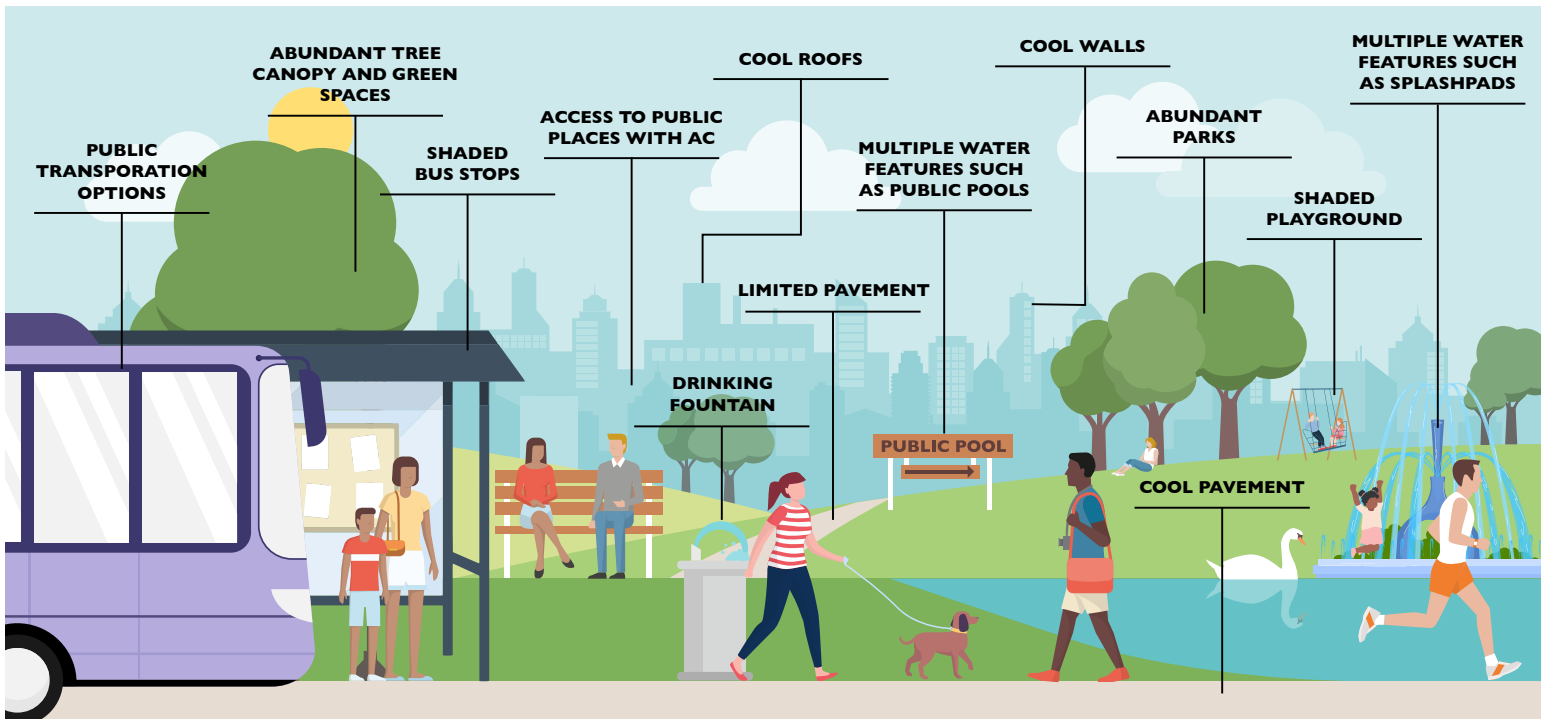 PUBLIC
TRANSPORATION
OPTIONS
ABUNDANT TREE
CANOPY AND GREEN
SPACES
SHADED
BUS STOPS
ACCESS TO PUBLIC
PLACES WITH AC
COOL ROOFS
LIMITED PAVEMENT
DRINKING
FOUNTAIN
MULTIPLE WATER
FEATURES SUCH
AS PUBLIC POOLS
PUBLIC POOL
COOL WALLS
ABUNDANT
PARKS
SHADED
PLAYGROUND
MULTIPLE WATER
FEATURES SUCH
AS SPLASHPADS
COOL PAVEMENT